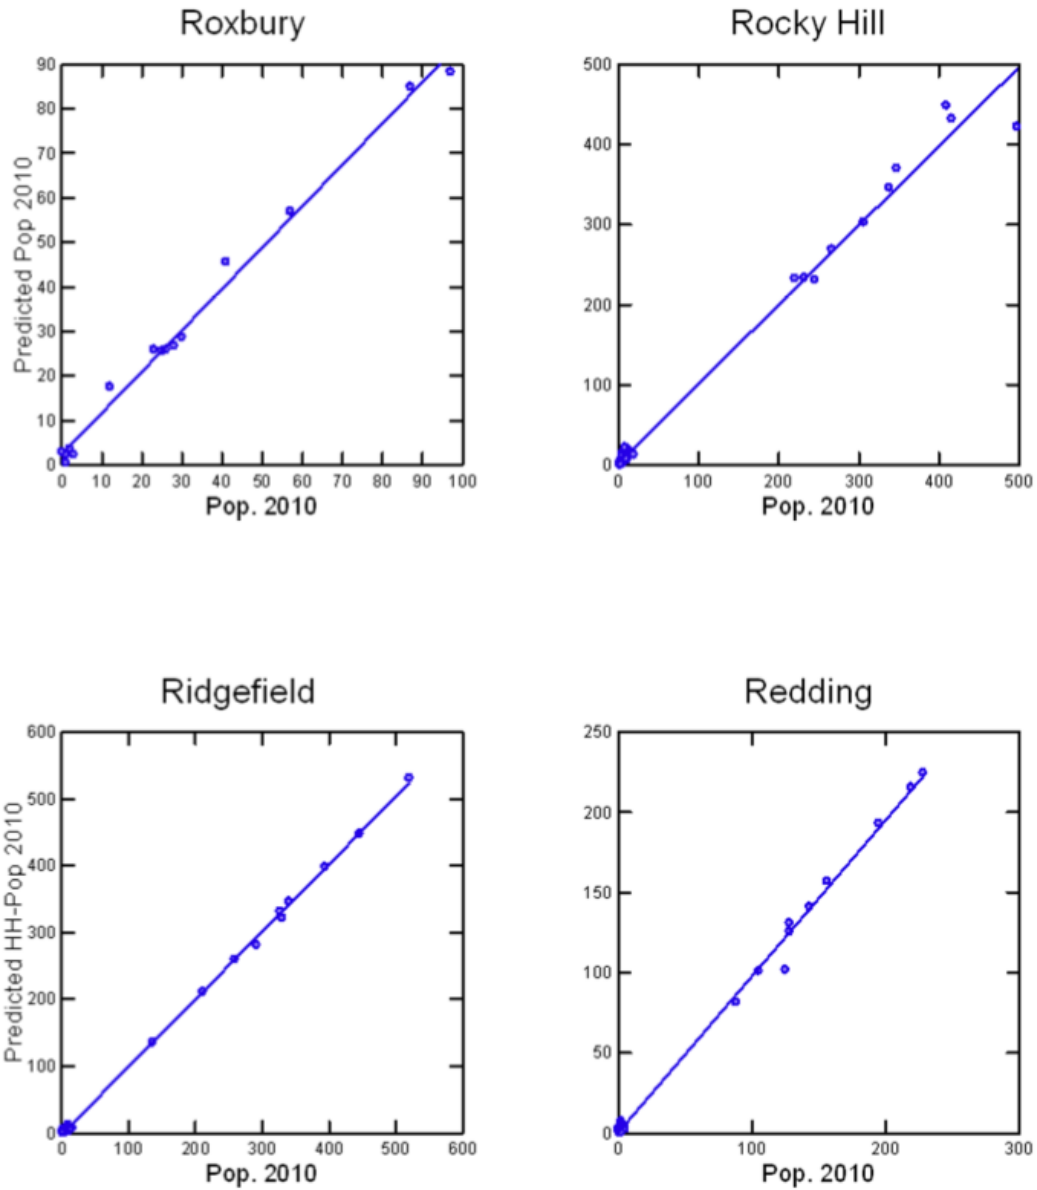 Roxbury
Rocky Hill
Predicted Pop 2010
90
80
70
60
50
40
30
20
10
0
0 10 20 30 40 50 60 70 80 90 100
Pop. 2010
500
400
300
200
100
0
0 100 200 300 400 500
Pop. 2010
Ridgefield
Redding
Predicted HH-Pop 2010
600
500
400
300
200
100
0
0 100 200 300 400 500 600
Pop. 2010
250
200
150
100
50
0
0 100 200 300
Pop. 2010